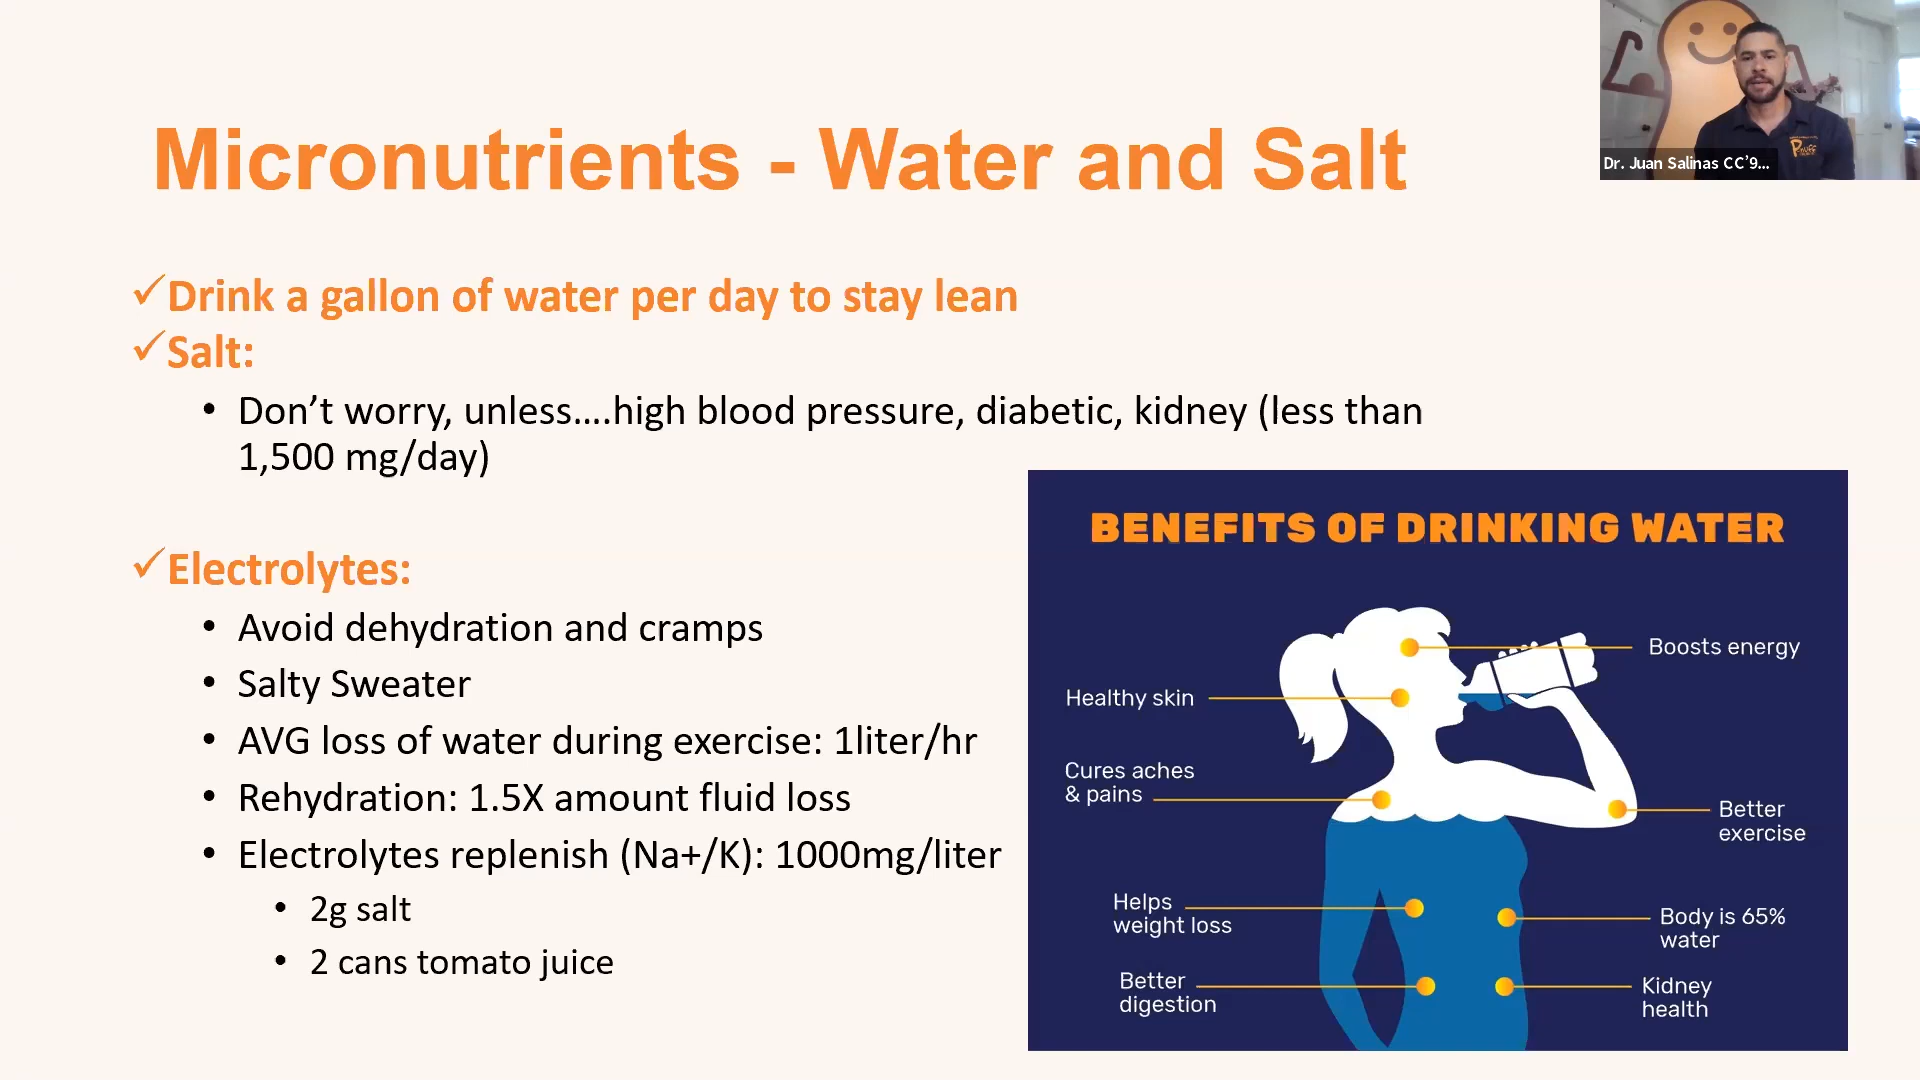 Micronutrients - Water and Salt
Dr. Juan Salinas CC’9...
✓Drink a gallon of water per day to stay lean
✓Salt:
• Don’t worry, unless....high blood pressure, diabetic, kidney (less than
1,500 mg/day)
✓Electrolytes:
• Avoid dehydration and cramps
• Salty Sweater
• AVG loss of water during exercise: 1liter/hr
• Rehydration: 1.5X amount fluid loss
• Electrolytes replenish (Na+/K): 1000mg/liter
• 2g salt
• 2 cans tomato juice
BENEFITS OF DRINKING WATER
Boosts energy
Healthy skin
Cures aches
& pains
Better
exercise
Helps
weight loss
Body is 65%
water
Better
digestion
Kidney
health